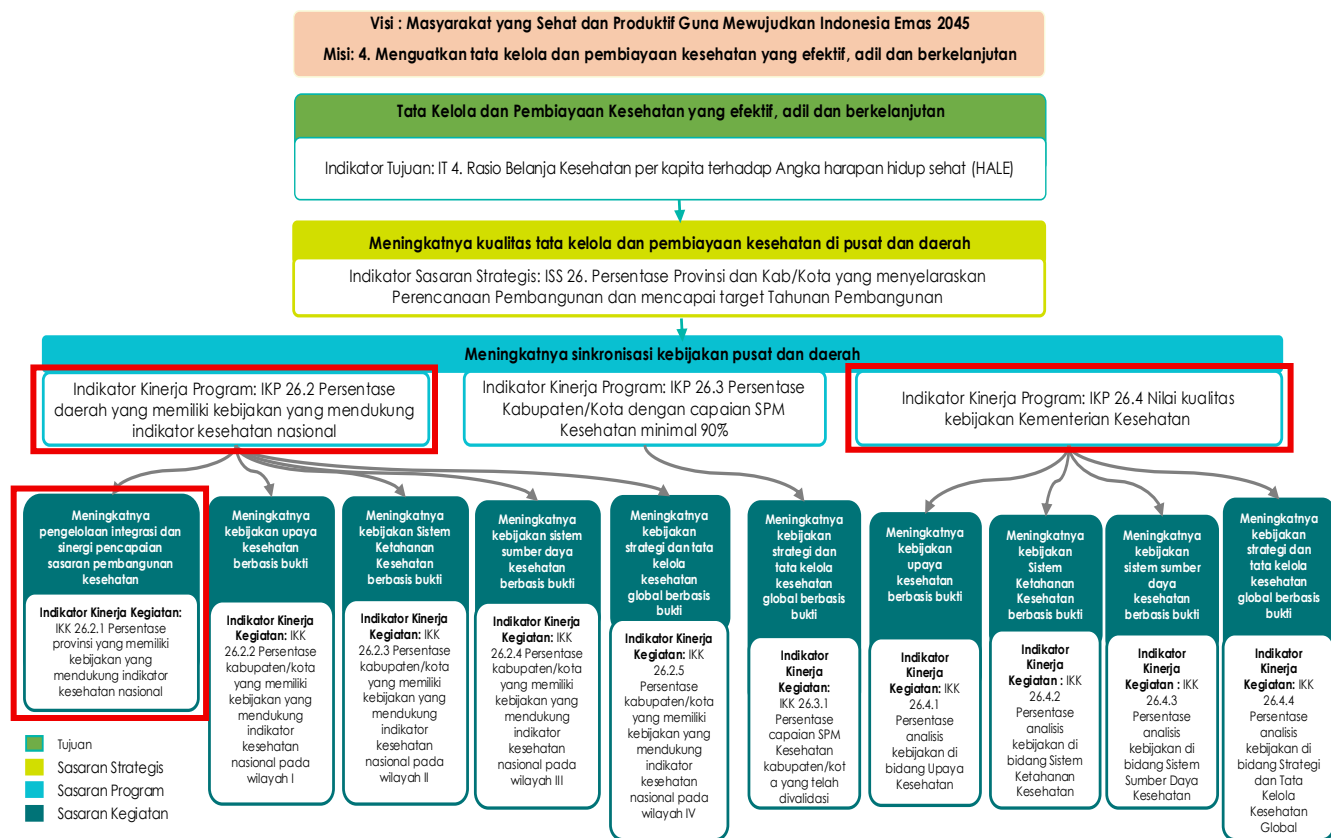 Visi : Masyarakat yang Sehat dan Produktif Guna Mewujudkan Indonesia Emas 2045
Misi: 4. Menguatkan tata kelola dan pembiayaan kesehatan yang efektif, adil dan berkelanjutan
Tata Kelola dan Pembiayaan Kesehatan yang efektif, adil dan berkelanjutan
Indikator Tujuan: IT 4. Rasio Belanja Kesehatan per kapita terhadap Angka harapan hidup sehat (HALE)
Meningkatnya kualitas tata kelola dan pembiayaan kesehatan di pusat dan daerah
Indikator Sasaran Strategis: ISS 26. Persentase Provinsi dan Kab/Kota yang menyelaraskan
Perencanaan Pembangunan dan mencapai target Tahunan Pembangunan
Meningkatnya sinkronisasi kebijakan pusat dan daerah
Indikator Kinerja Program: IKP 26.2 Persentase
daerah yang memiliki kebijakan yang mendukung
indikator kesehatan nasional
Indikator Kinerja Program: IKP 26.3 Persentase
Kabupaten/Kota dengan capaian SPM
Kesehatan minimal 90%
Indikator Kinerja Program: IKP 26.4 Nilai kualitas
kebijakan Kementerian Kesehatan
Meningkatnya
pengelolaan integrasi dan
sinergi pencapaian
sasaran pembangunan
kesehatan
Indikator Kinerja Kegiatan:
IKK 26.2.1 Persentase
provinsi yang memiliki
kebijakan yang
mendukung indikator
kesehatan nasional
Meningkatnya
kebijakan upaya
kesehatan
berbasis bukti
Indikator Kinerja
Kegiatan: IKK
26.2.2 Persentase
kabupaten/kota
yang memiliki
kebijakan yang
mendukung
indikator
kesehatan
nasional pada
wilayah I
Meningkatnya
kebijakan Sistem
Ketahanan
Kesehatan
berbasis bukti
Indikator Kinerja
Kegiatan: IKK
26.2.3 Persentase
kabupaten/kota
yang memiliki
kebijakan yang
mendukung
indikator
kesehatan
nasional pada
wilayah II
Meningkatnya
kebijakan sistem
sumber daya
kesehatan
berbasis bukti
Indikator Kinerja
Kegiatan: IKK
26.2.4 Persentase
kabupaten/kota
yang memiliki
kebijakan yang
mendukung
indikator
kesehatan
nasional pada
wilayah III
Meningkatnya
kebijakan
strategi dan tata
kelola
kesehatan
global berbasis
bukti
Indikator Kinerja
Kegiatan: IKK
26.2.5
Persentase
kabupaten/kota
yang memiliki
kebijakan yang
mendukung
indikator
kesehatan
nasional pada
wilayah IV
Meningkatnya
kebijakan
strategi dan
tata kelola
kesehatan
global berbasis
bukti
Indikator
Kinerja
Kegiatan:
IKK 26.3.1
Persentase
capaian SPM
Kesehatan
kabupaten/kot
a yang telah
divalidasi
Meningkatnya
kebijakan
upaya
kesehatan
berbasis bukti
Indikator
Kinerja
Kegiatan: IKK
26.4.1
Persentase
analisis
kebijakan di
bidang Upaya
Kesehatan
Meningkatnya
kebijakan
Sistem
Ketahanan
Kesehatan
berbasis bukti
Indikator
Kinerja
Kegiatan : IKK
26.4.2
Persentase
analisis
kebijakan di
bidang Sistem
Ketahanan
Kesehatan
Meningkatnya
kebijakan
sistem sumber
daya
kesehatan
berbasis bukti
Indikator
Kinerja
Kegiatan : IKK
26.4.3
Persentase
analisis
kebijakan di
bidang Sistem
Sumber Daya
Kesehatan
Meningkatnya
kebijakan
strategi dan
tata kelola
kesehatan
global berbasis
bukti
Indikator
Kinerja
Kegiatan: IKK
26.4.4
Persentase
analisis
kebijakan di
bidang Strategi
dan Tata
Kelola
Kesehatan
Global
Tujuan
Sasaran Strategis
Sasaran Program
Sasaran Kegiatan